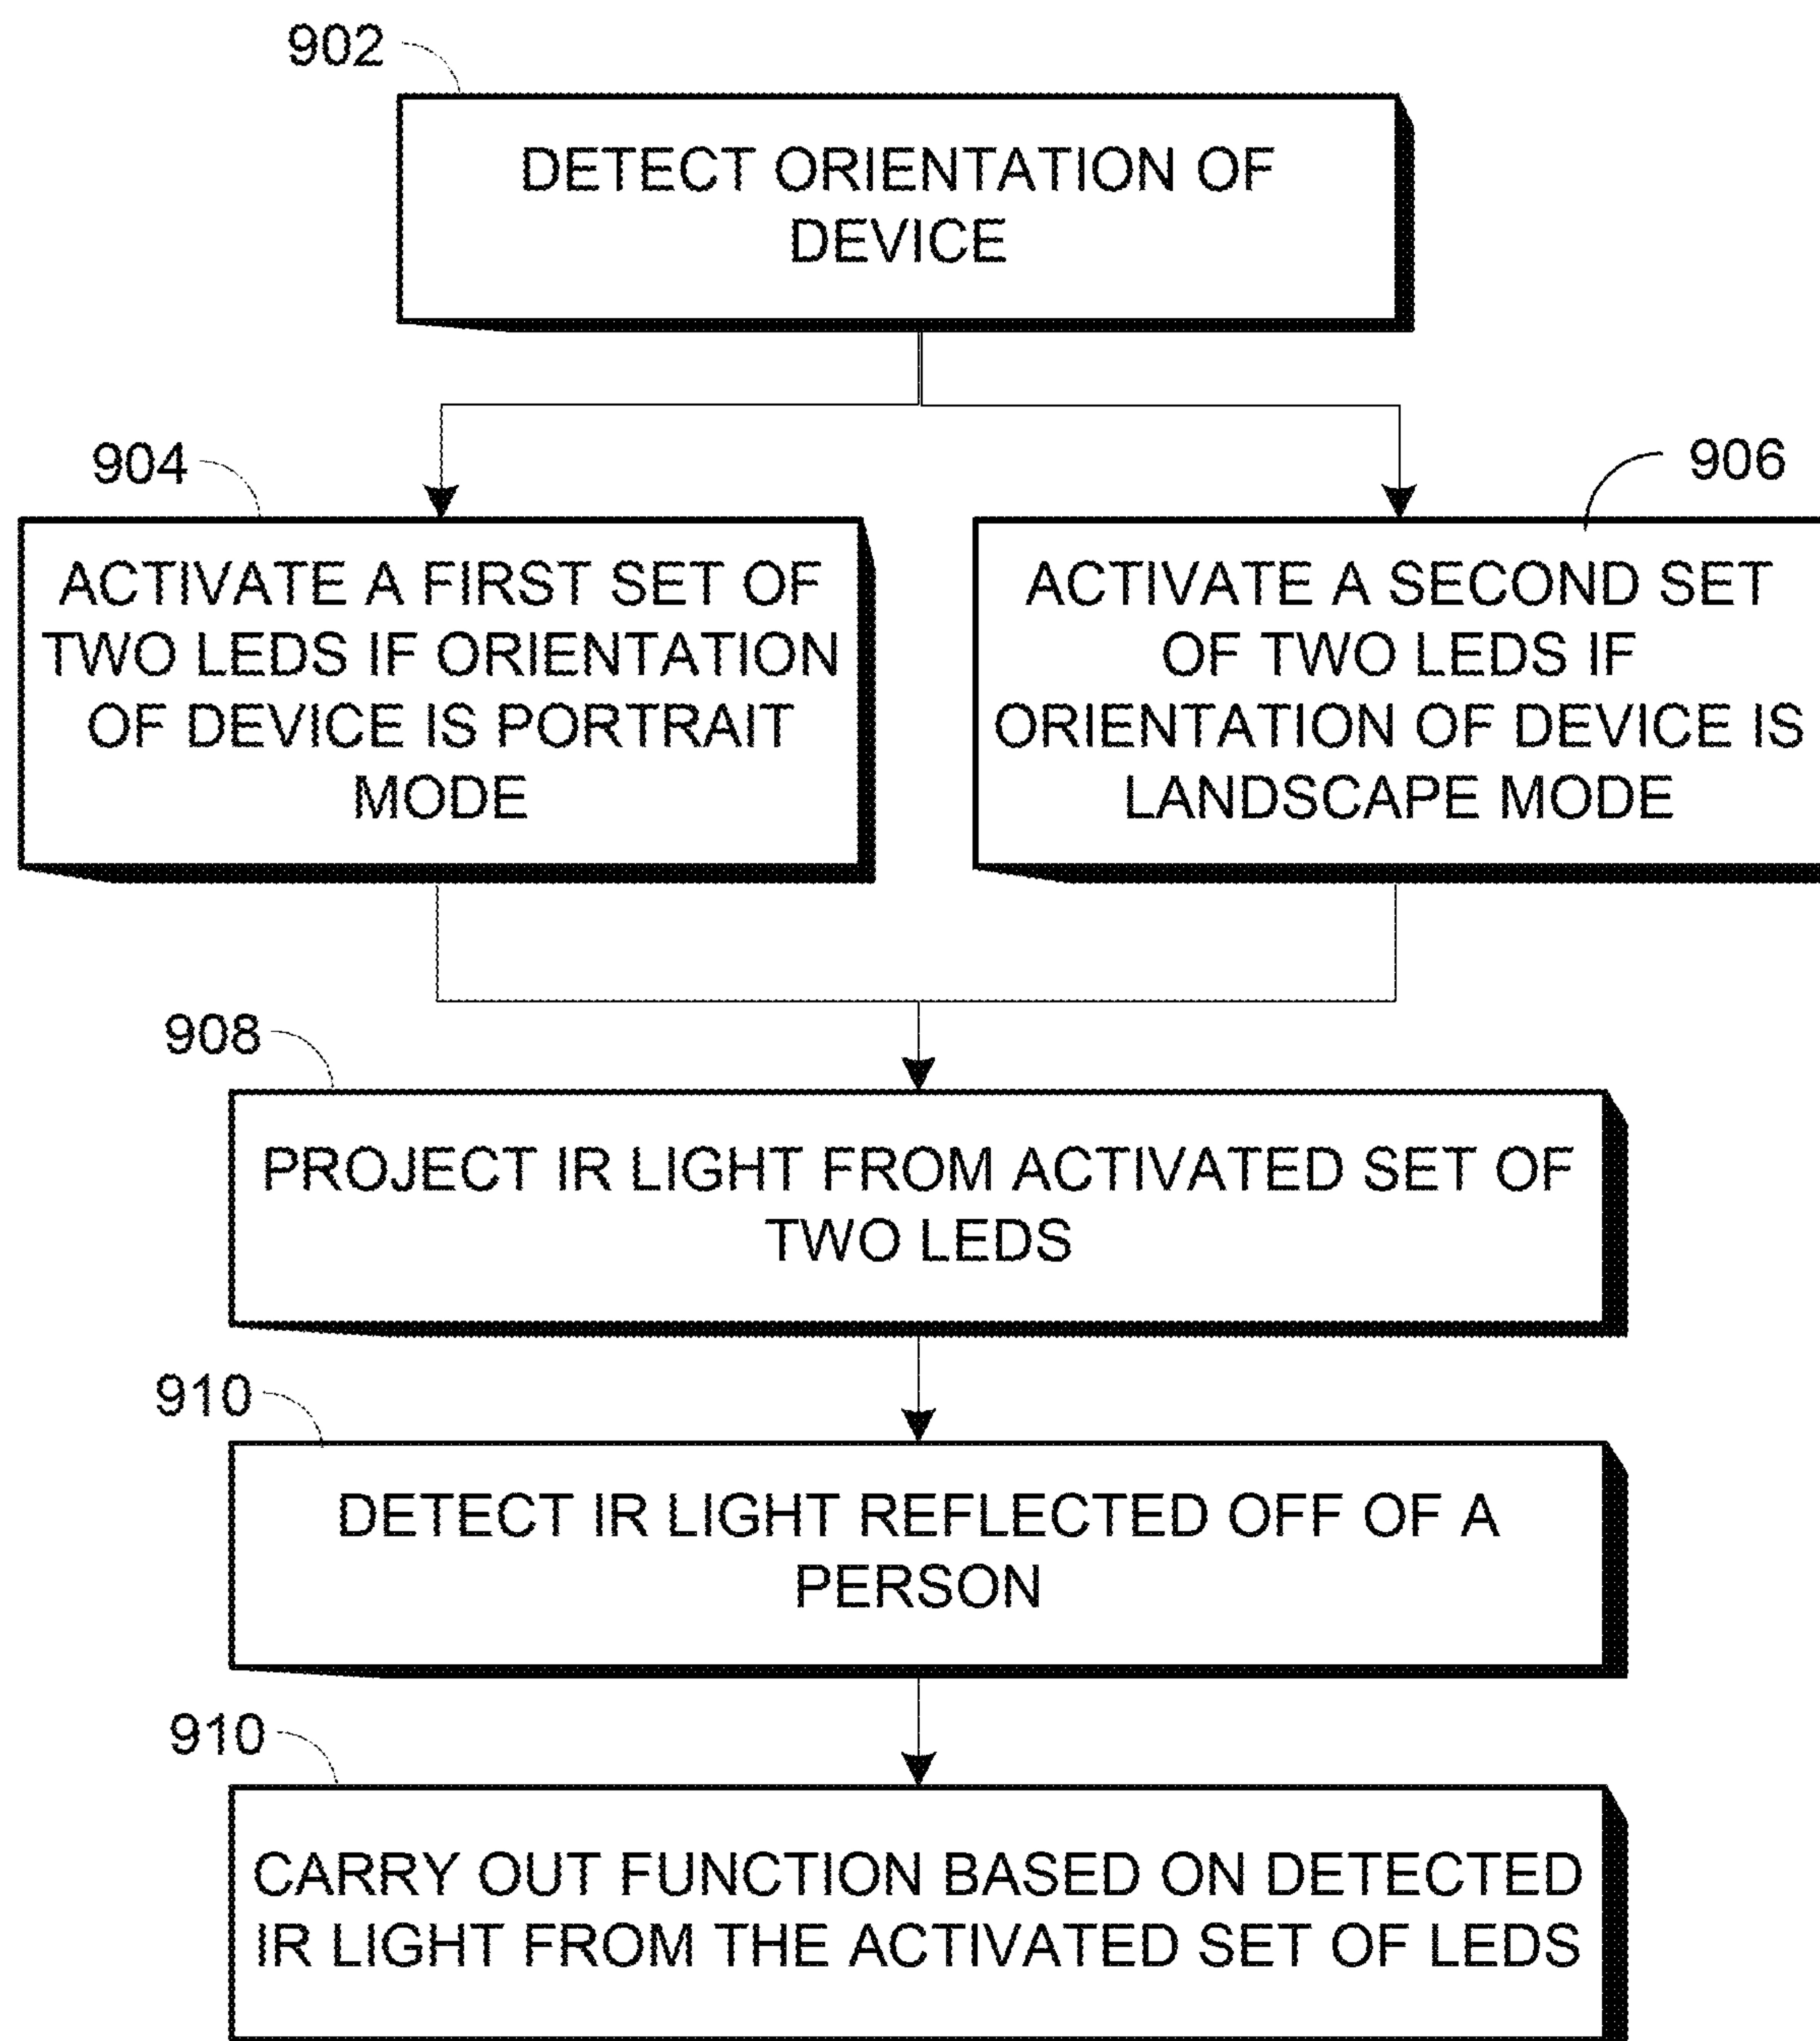 902
DETECT ORIENTATION OF
DEVICE
904
ACTIVATE A FIRST SET OF
TWO LEDS IF ORIENTATION
OF DEVICE IS PORTRAIT
MODE
906
ACTIVATE A SECOND SET
OF TWO LEDS IF
ORIENTATION OF DEVICE IS
LANDSCAPE MODE
908
PROJECT IR LIGHT FROM ACTIVATED SET OF
TWO LEDS
910
DETECT IR LIGHT REFLECTED OFF OF A
PERSON
910
CARRY OUT FUNCTION BASED ON DETECTED
IR LIGHT FROM THE ACTIVATED SET OF LEDS